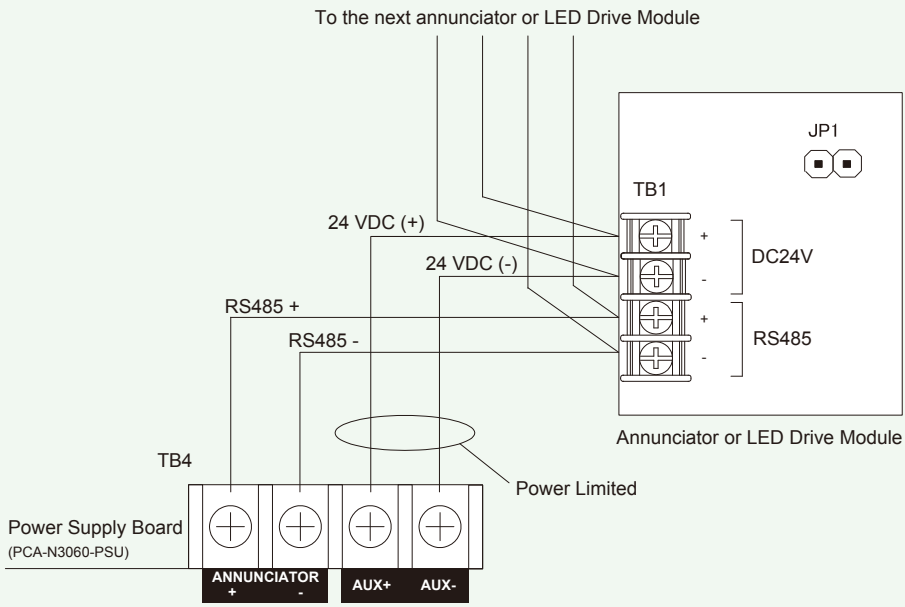 To the next annunciator or LED Drive Module
JP1
TB1
24 VDC (+)
+
DC24V
24 VDC (-)
-
RS485 +
+
RS485
RS485 -
-
Annunciator or LED Drive Module
TB4
Power Limited
Power Supply Board
(PCA-N3060-PSU)
ANNUNCIATOR
+ -
AUX+ AUX-